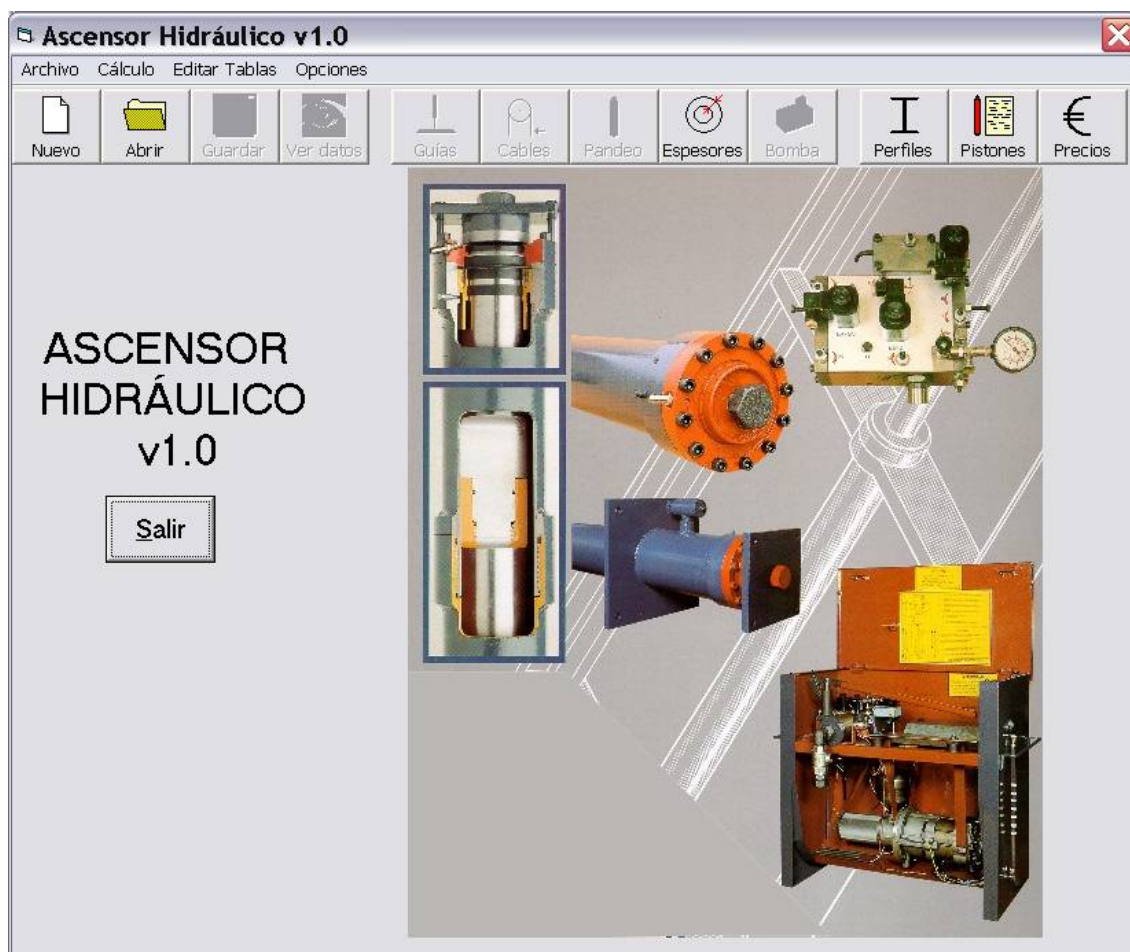 Ascensor Hidráulico v1.0
Archivo Cálculo Editar Tablas Opciones
Nuevo Abrir Guardar Ver datos Guías Cables Pandeo Espesores Bomba Perfiles Pistones Precios
ASCENSOR
HIDRÁULICO
v1.0
Salir